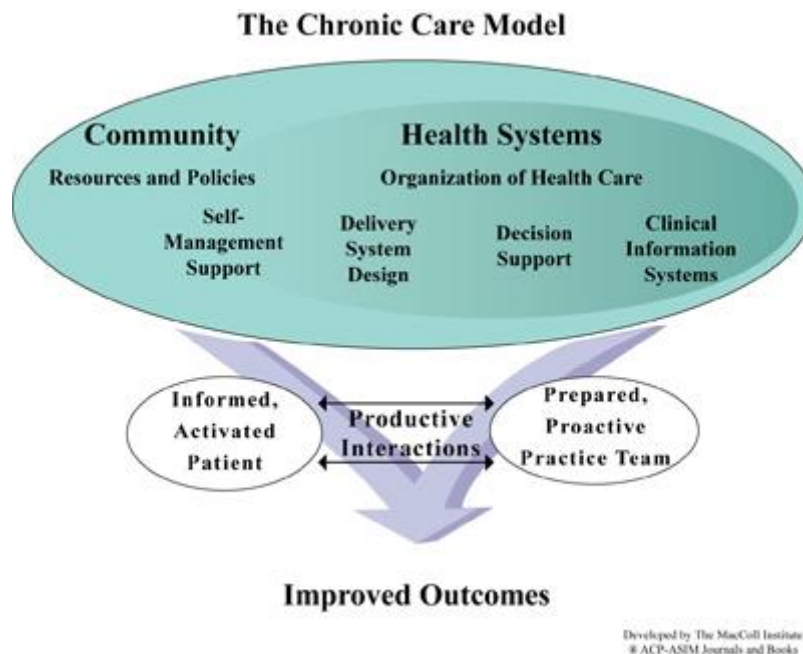 The Chronic Care Model
Community
Health Systems
Resources and Policies
Organization of Health Care
Self-
Management
Support
Delivery
System
Design
Decision
Support
Clinical
Information
Systems
Informed,
Activated
Patient
Productive
Interactions
Prepared,
Proactive
Practice Team
Improved Outcomes
Developed by The MacColl Institute
® ACP-ASIM Journals and Books